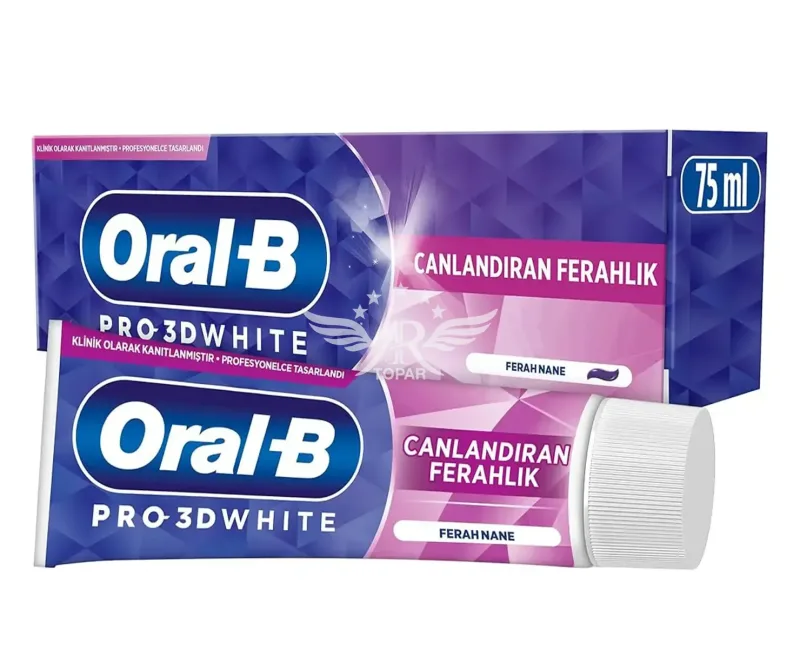 KLİNİK OLARAK KANITLANMIŞTIR • PROFESYONELCE TASARLANDI
75 ml
Oral-B
PRO-3DWHITE
CANLANDIRAN FERAHLIK
FERAH NANE
TOPAR
KLİNİK OLARAK KANITLANMIŞTIR • PROFESYONELCE TASARLANDI
Oral-B
PRO-3DWHITE
CANLANDIRAN
FERAHLIK
FERAH NANE